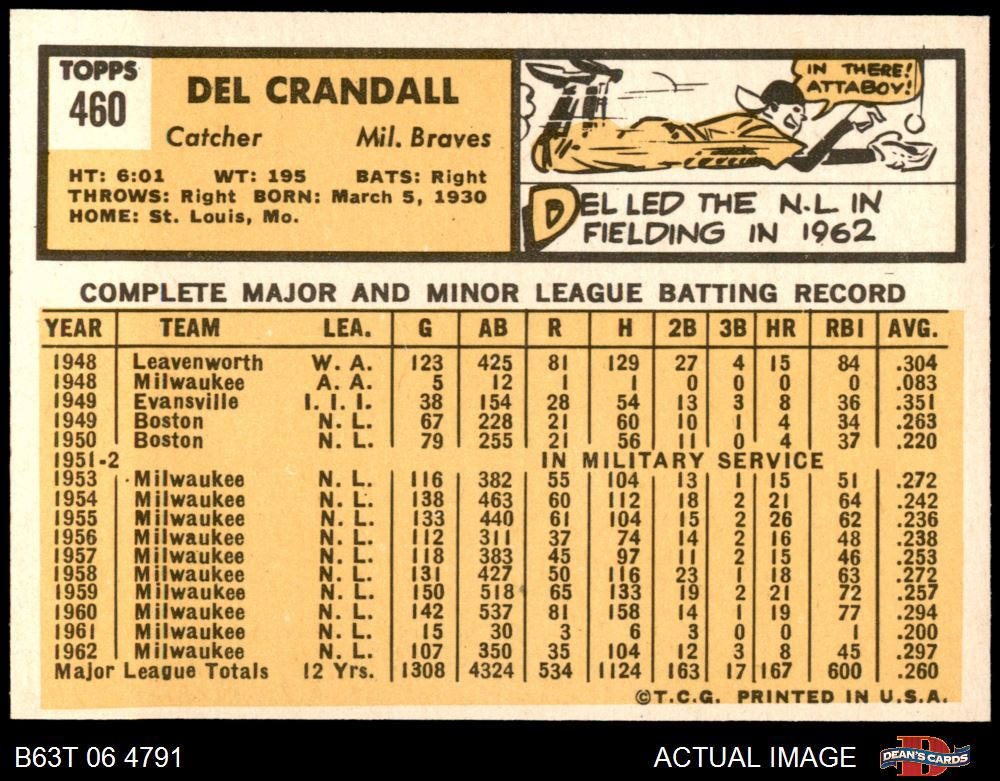 TOPPS
460
DEL CRANDALL
Catcher Mil. Braves
HT: 6:01 WT: 195 BATS: Right
THROWS: Right BORN: March 5, 1930
HOME: St. Louis, Mo.
IN THERE!
ATTABOY!
DEL LED THE N.L IN
FIELDING IN 1962
COMPLETE MAJOR AND MINOR LEAGUE BATTING RECORD
YEAR TEAM LEA. G AB R H 2B 3B HR RBI AVG.
1948 Leavenworth W. A. 123 425 81 129 27 4 15 84 .304
1948 Milwaukee A. A. 5 12 1 1 0 0 0 0 .083
1949 Evansville I. I. I. 38 154 28 54 13 3 8 36 .351
1949 Boston N. L. 67 228 21 60 10 1 4 34 .263
1950 Boston N. L. 79 255 21 56 11 0 4 37 .220
1951-2 IN MILITARY SERVICE
1953 Milwaukee N. L. 116 382 55 104 13 1 15 51 .272
1954 Milwaukee N. L. 138 463 60 112 18 2 21 64 .242
1955 Milwaukee N. L. 133 440 61 104 15 2 26 62 .236
1956 Milwaukee N. L. 112 311 37 74 14 2 16 48 .238
1957 Milwaukee N. L. 118 383 45 97 11 2 15 46 .253
1958 Milwaukee N. L. 131 427 50 116 23 1 18 63 .272
1959 Milwaukee N. L. 150 518 65 133 19 2 21 72 .257
1960 Milwaukee N. L. 142 537 81 158 14 1 19 77 .294
1961 Milwaukee N. L. 15 30 3 6 3 0 0 1 .200
1962 Milwaukee N. L. 107 350 35 104 12 3 8 45 .297
Major League Totals 12 Yrs. 1308 4324 534 1124 163 17 167 600 .260
©T.C.G. PRINTED IN U.S.A.
B63T 06 4791 ACTUAL IMAGE DEAN'S CARDS